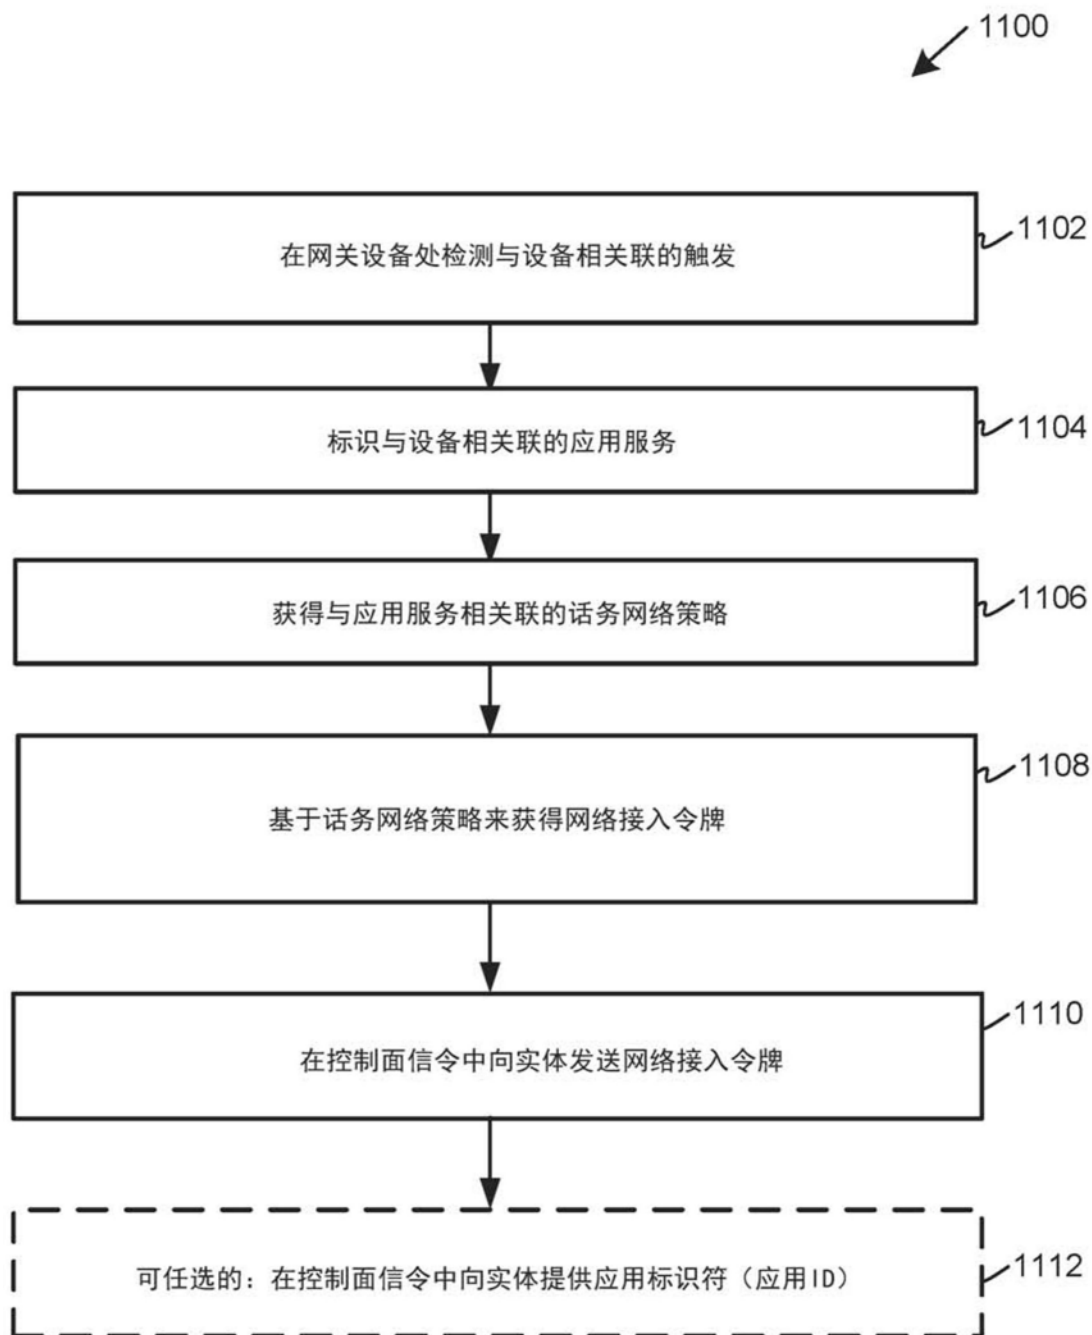 1100
在网关设备处检测与设备相关联的触发
1102
标识与设备相关联的应用服务
1104
获得与应用服务相关联的话务网络策略
1106
基于话务网络策略来获得网络接入令牌
1108
在控制面信令中向实体发送网络接入令牌
1110
可任选的：在控制面信令中向实体提供应用标识符（应用ID）
1112